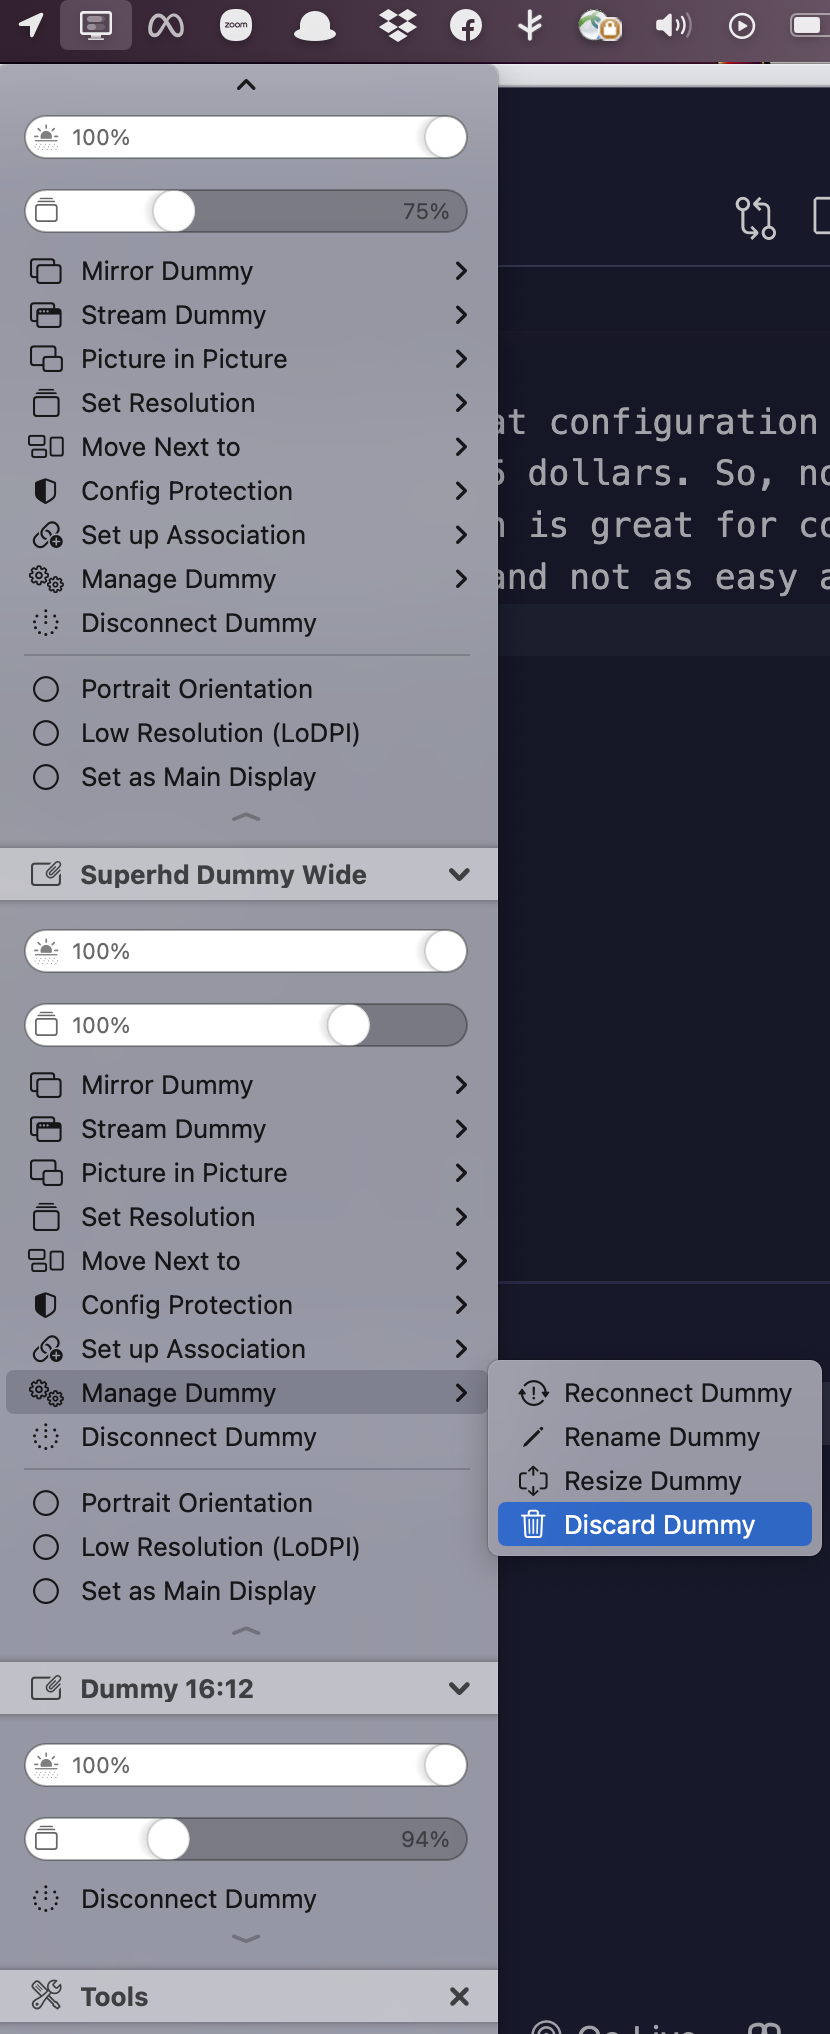 zoom
100%
75%
Mirror Dummy
Stream Dummy
Picture in Picture
Set Resolution
at configuration
Move Next to
dollars. So,
Config Protection
is great for
Set up Association
and not as easy
Manage Dummy
Disconnect Dummy
Portrait Orientation
Low Resolution (LoDPI)
Set as Main Display
Superhd Dummy Wide
100%
100%
Mirror Dummy
Stream Dummy
Picture in Picture
Set Resolution
Move Next to
Config Protection
Set up Association
Manage Dummy
Reconnect Dummy
Disconnect Dummy
Rename Dummy
Resize Dummy
Portrait Orientation
Discard Dummy
Low Resolution (LoDPI)
Set as Main Display
Dummy 16:12
100%
94%
Disconnect Dummy
Tools
Go Live